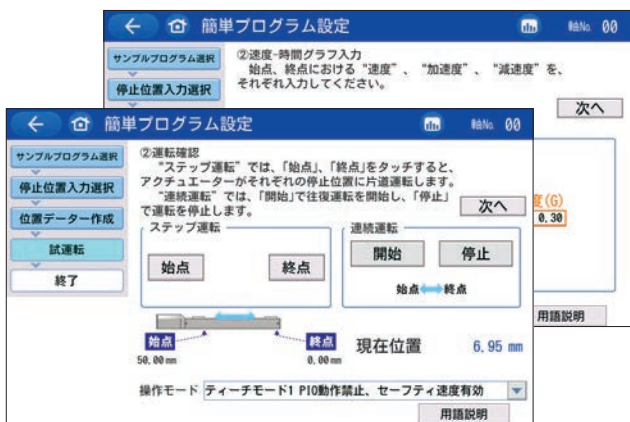 簡単プログラム設定
軸No. 00
サンプルプログラム選択
停止位置入力選択
②速度-時間グラフ入力
始点、終点における “速度”、 “加速度”、 “減速度” を、
それぞれ入力してください。
次へ
度(G)
0.30
用語説明
簡単プログラム設定
軸No. 00
サンプルプログラム選択
停止位置入力選択
位置データー作成
試運転
終了
②運転確認
“ステップ運転” では、「始点」、「終点」をタッチすると、
アクチュエーターがそれぞれの停止位置に片道運転します。
“連続運転” では、「開始」で往復運転を開始し、「停止」
で運転を停止します。
次へ
ステップ運転
始点
終点
連続運転
開始
停止
始点 終点
始点
50.00 mm
終点
0.00 mm
現在位置
6.95 mm
操作モード
ティーチモード1 PIO動作禁止、セーフティ速度有効
用語説明